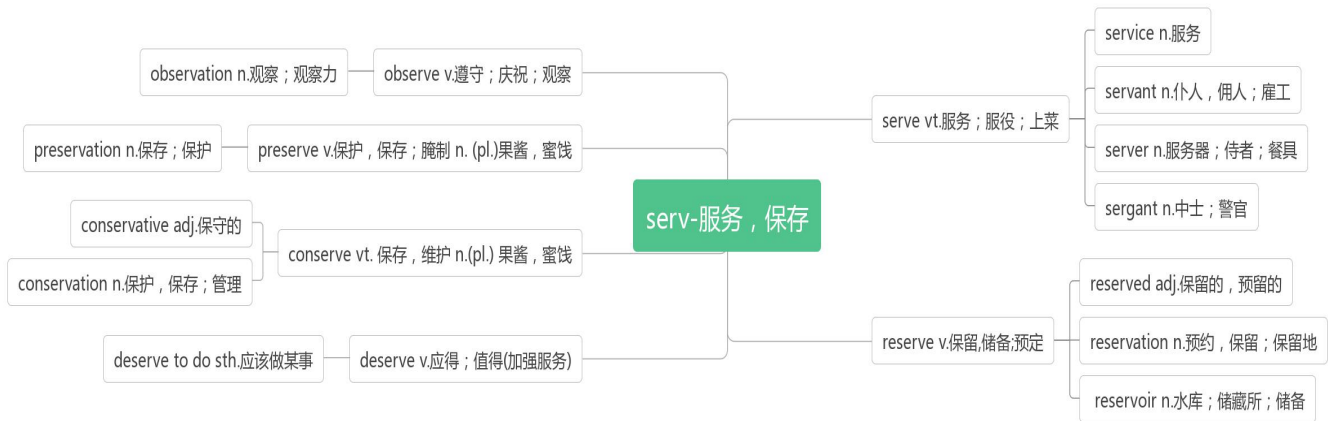 serv-服务，保存
observe v.遵守；庆祝；观察
observation n.观察；观察力
preserve v.保护，保存；腌制 n. (pl.)果酱，蜜饯
preservation n.保存；保护
conserve vt. 保存，维护 n.(pl.) 果酱，蜜饯
conservative adj.保守的
conservation n.保护，保存；管理
deserve v.应得；值得(加强服务)
deserve to do sth.应该做某事
serve vt.服务；服役；上菜
service n.服务
servant n.仆人，佣人；雇工
server n.服务器；侍者；餐具
sergant n.中士；警官
reserve v.保留,储备;预定
reserved adj.保留的，预留的
reservation n.预约，保留；保留地
reservoir n.水库；储藏所；储备